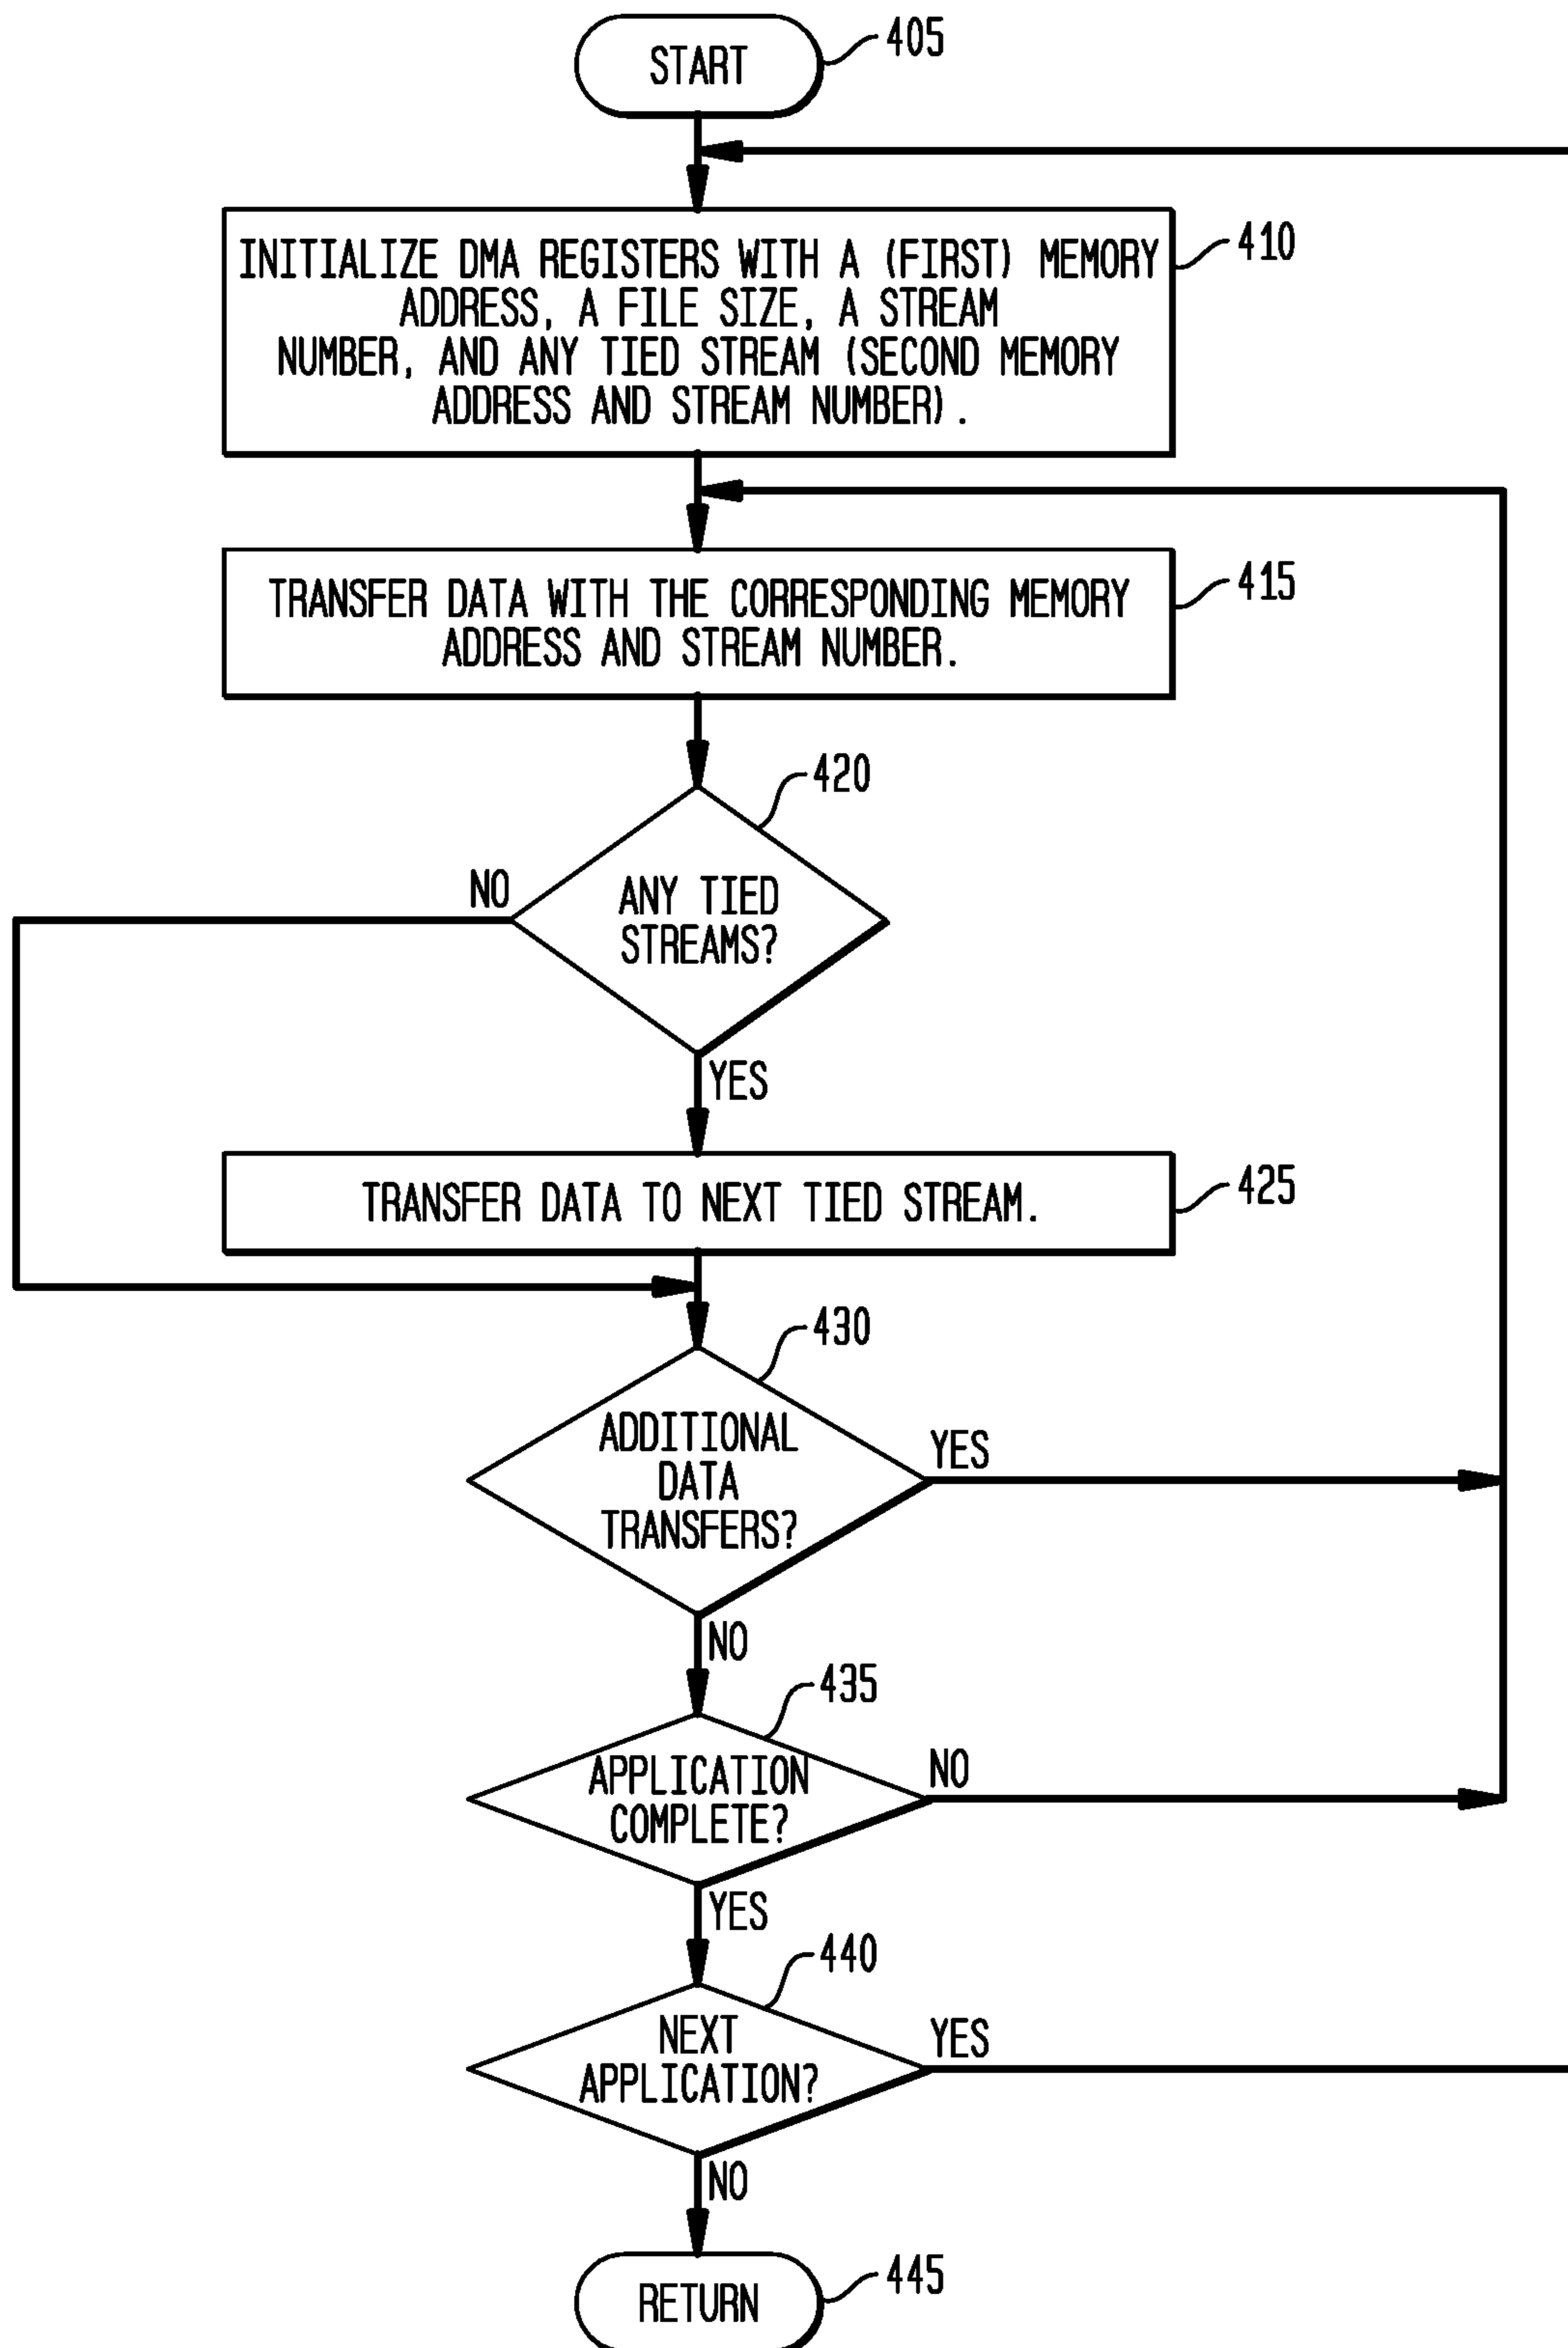 START
405
INITIALIZE DMA REGISTERS WITH A (FIRST) MEMORY
ADDRESS, A FILE SIZE, A STREAM
NUMBER, AND ANY TIED STREAM (SECOND MEMORY
ADDRESS AND STREAM NUMBER).
410
TRANSFER DATA WITH THE CORRESPONDING MEMORY
ADDRESS AND STREAM NUMBER.
415
420
NO
ANY TIED
STREAMS?
YES
TRANSFER DATA TO NEXT TIED STREAM.
425
430
ADDITIONAL
DATA
TRANSFERS?
YES
NO
435
APPLICATION
COMPLETE?
NO
YES
440
NEXT
APPLICATION?
YES
NO
RETURN
445